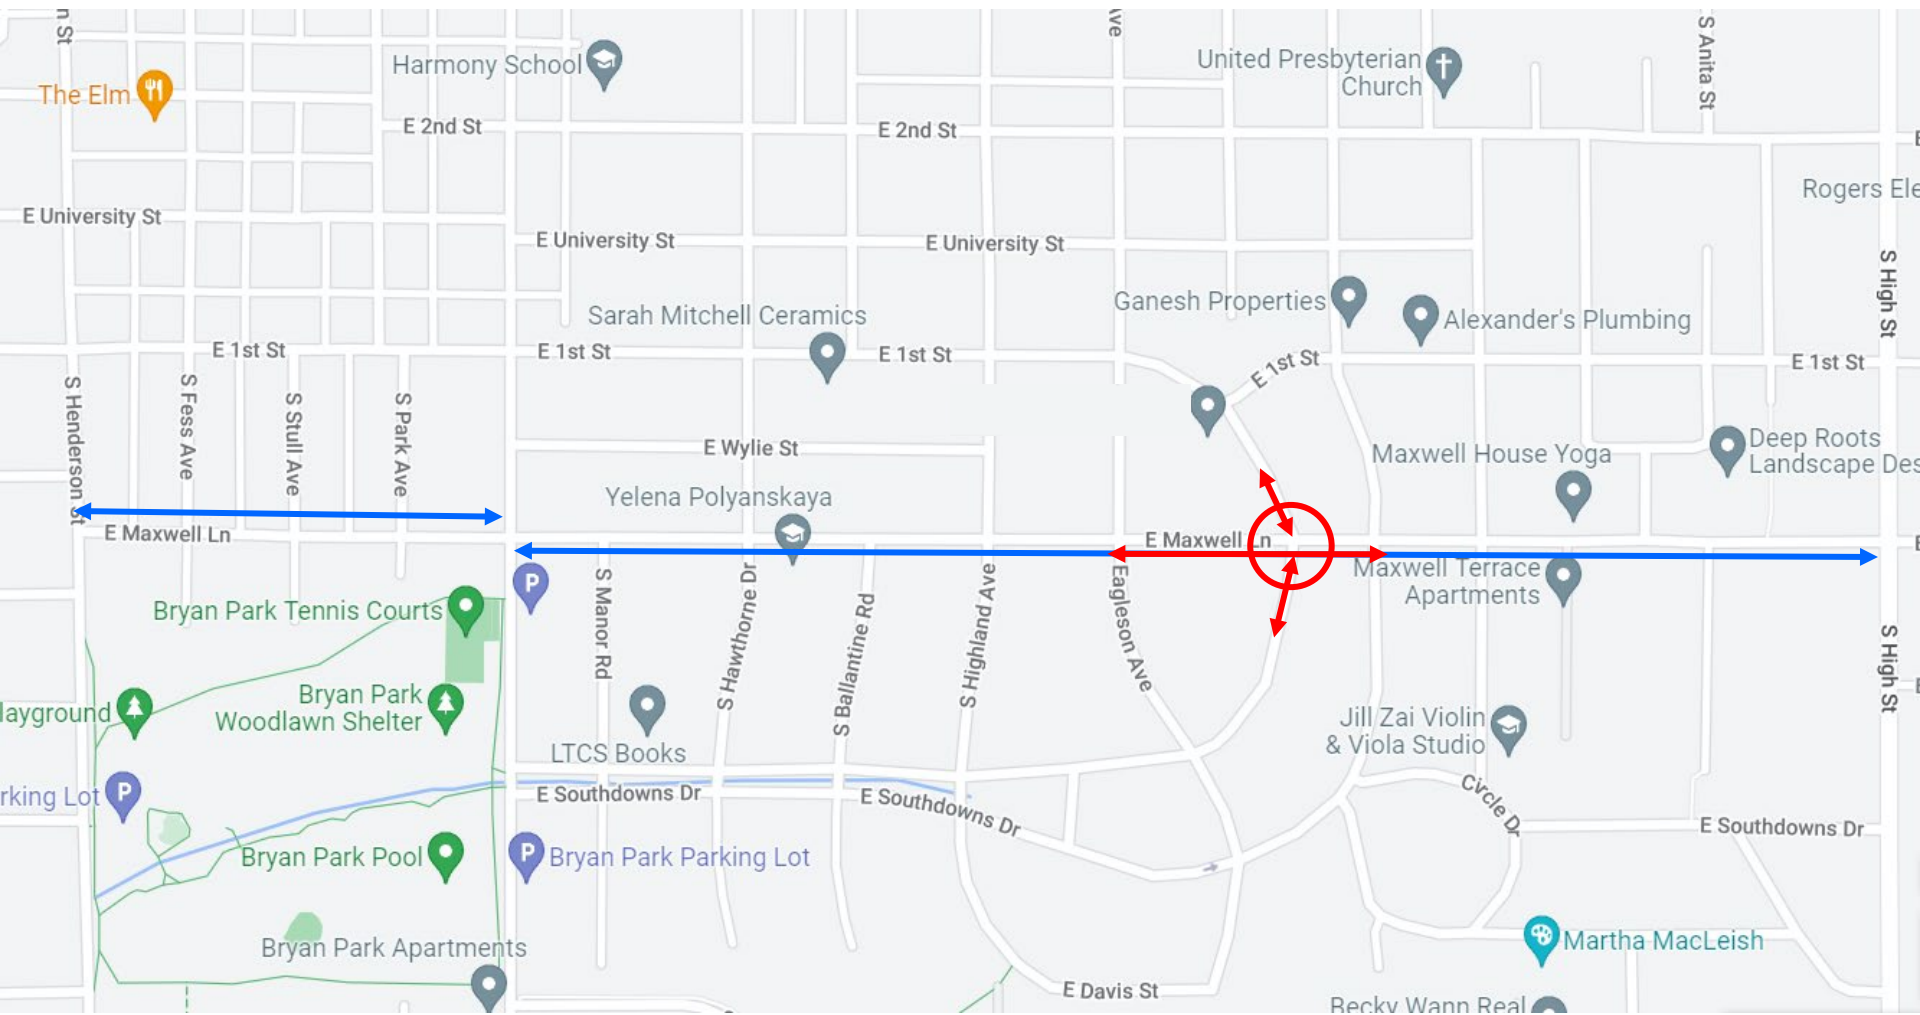 n St
Ave
S Anita St
Harmony School
United Presbyterian
Church
The Elm
E 2nd St
E 2nd St
E
Rogers Ele
E University St
E University St
E University St
S High St
Ganesh Properties
Sarah Mitchell Ceramics
Alexander's Plumbing
E 1st St
E 1st St
E 1st St
E 1st St
E 1st St
S Henderson St
S Fess Ave
S Stull Ave
S Park Ave
E Wylie St
Maxwell House Yoga
Deep Roots
Landscape Des
Yelena Polyanskaya
E Maxwell Ln
E Maxwell Ln
E
Maxwell Terrace
Apartments
P
Bryan Park Tennis Courts
S Manor Rd
S Hawthorne Dr
S Ballantine Rd
S Highland Ave
Eagleson Ave
S High St
E
Bryan Park
Woodlawn Shelter
layground
Jill Zai Violin
& Viola Studio
LTCS Books
rking Lot
P
E Southdowns Dr
E Southdowns Dr
Circle Dr
E Southdowns Dr
Bryan Park Pool
P
Bryan Park Parking Lot
Bryan Park Apartments
Martha MacLeish
E Davis St
Becky Wann Real